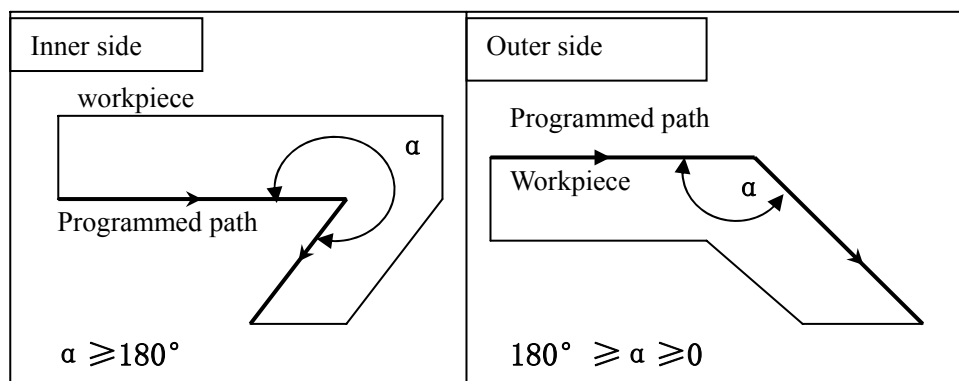 Inner side
workpiece
α
Programmed path
α ≥180°
Outer side
Programmed path
Workpiece
α
180° ≥ α ≥0